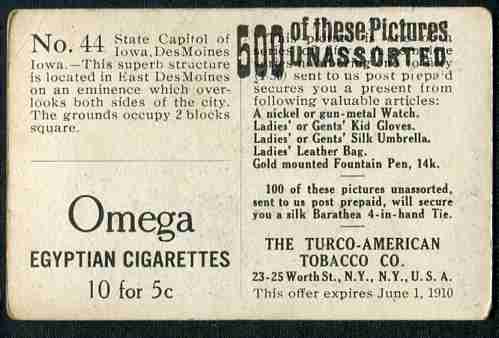 No. 44 State Capitol of
Iowa, DesMoines
Iowa.—This superb structure
is located in East DesMoines
on an eminence which over-
looks both sides of the city.
The grounds occupy 2 blocks
square.
Omega
EGYPTIAN CIGARETTES
10 for 5c
500 of these Pictures
UNASSORTED
sent to us post prepaid
secures you a present from
following valuable articles:
A nickel or gun-metal Watch.
Ladies' or Gents' Kid Gloves.
Ladies' or Gents' Silk Umbrella.
Ladies' Leather Bag.
Gold mounted Fountain Pen, 14k.
100 of these pictures unassorted,
sent to us post prepaid, will secure
you a silk Barathea 4-in-hand Tie.
THE TURCO-AMERICAN
TOBACCO CO.
23-25 Worth St., N.Y., N.Y., U.S.A.
This offer expires June 1, 1910